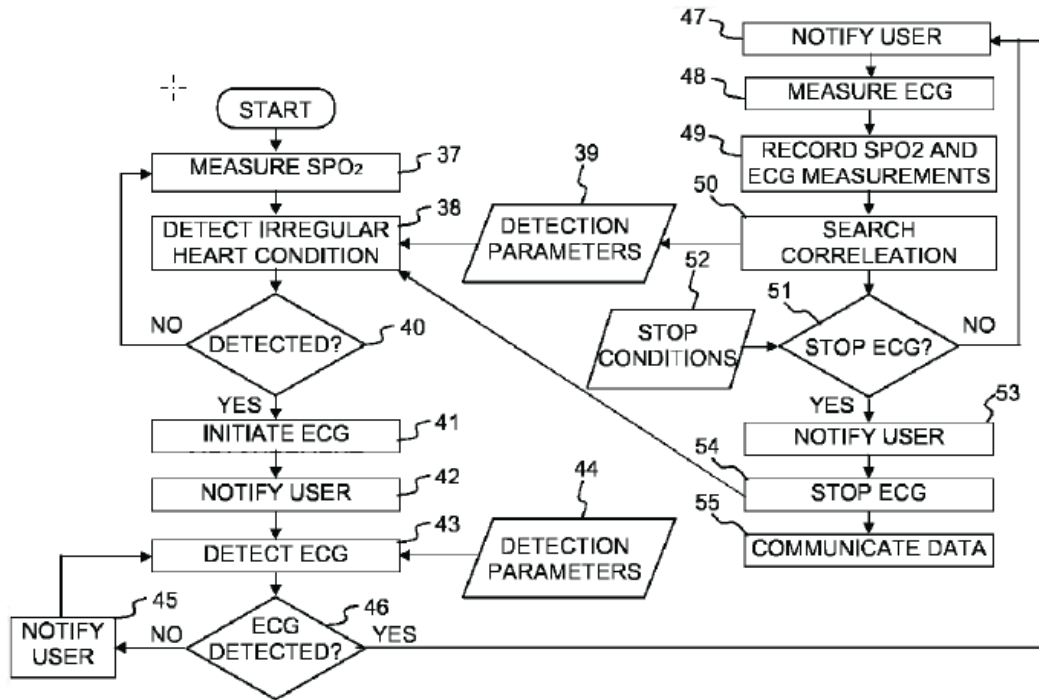 START
MEASURE SPO₂
37
DETECT IRREGULAR
HEART CONDITION
38
DETECTION
PARAMETERS
39
NO
DETECTED?
40
YES
INITIATE ECG
41
NOTIFY USER
42
DETECT ECG
43
DETECTION
PARAMETERS
44
NOTIFY
USER
45
NO
ECG
DETECTED?
46
YES
47
NOTIFY USER
48
MEASURE ECG
49
RECORD SPO2 AND
ECG MEASUREMENTS
50
SEARCH
CORRELEATION
51
STOP ECG?
NO
52
STOP
CONDITIONS
YES
53
NOTIFY USER
54
STOP ECG
55
COMMUNICATE DATA